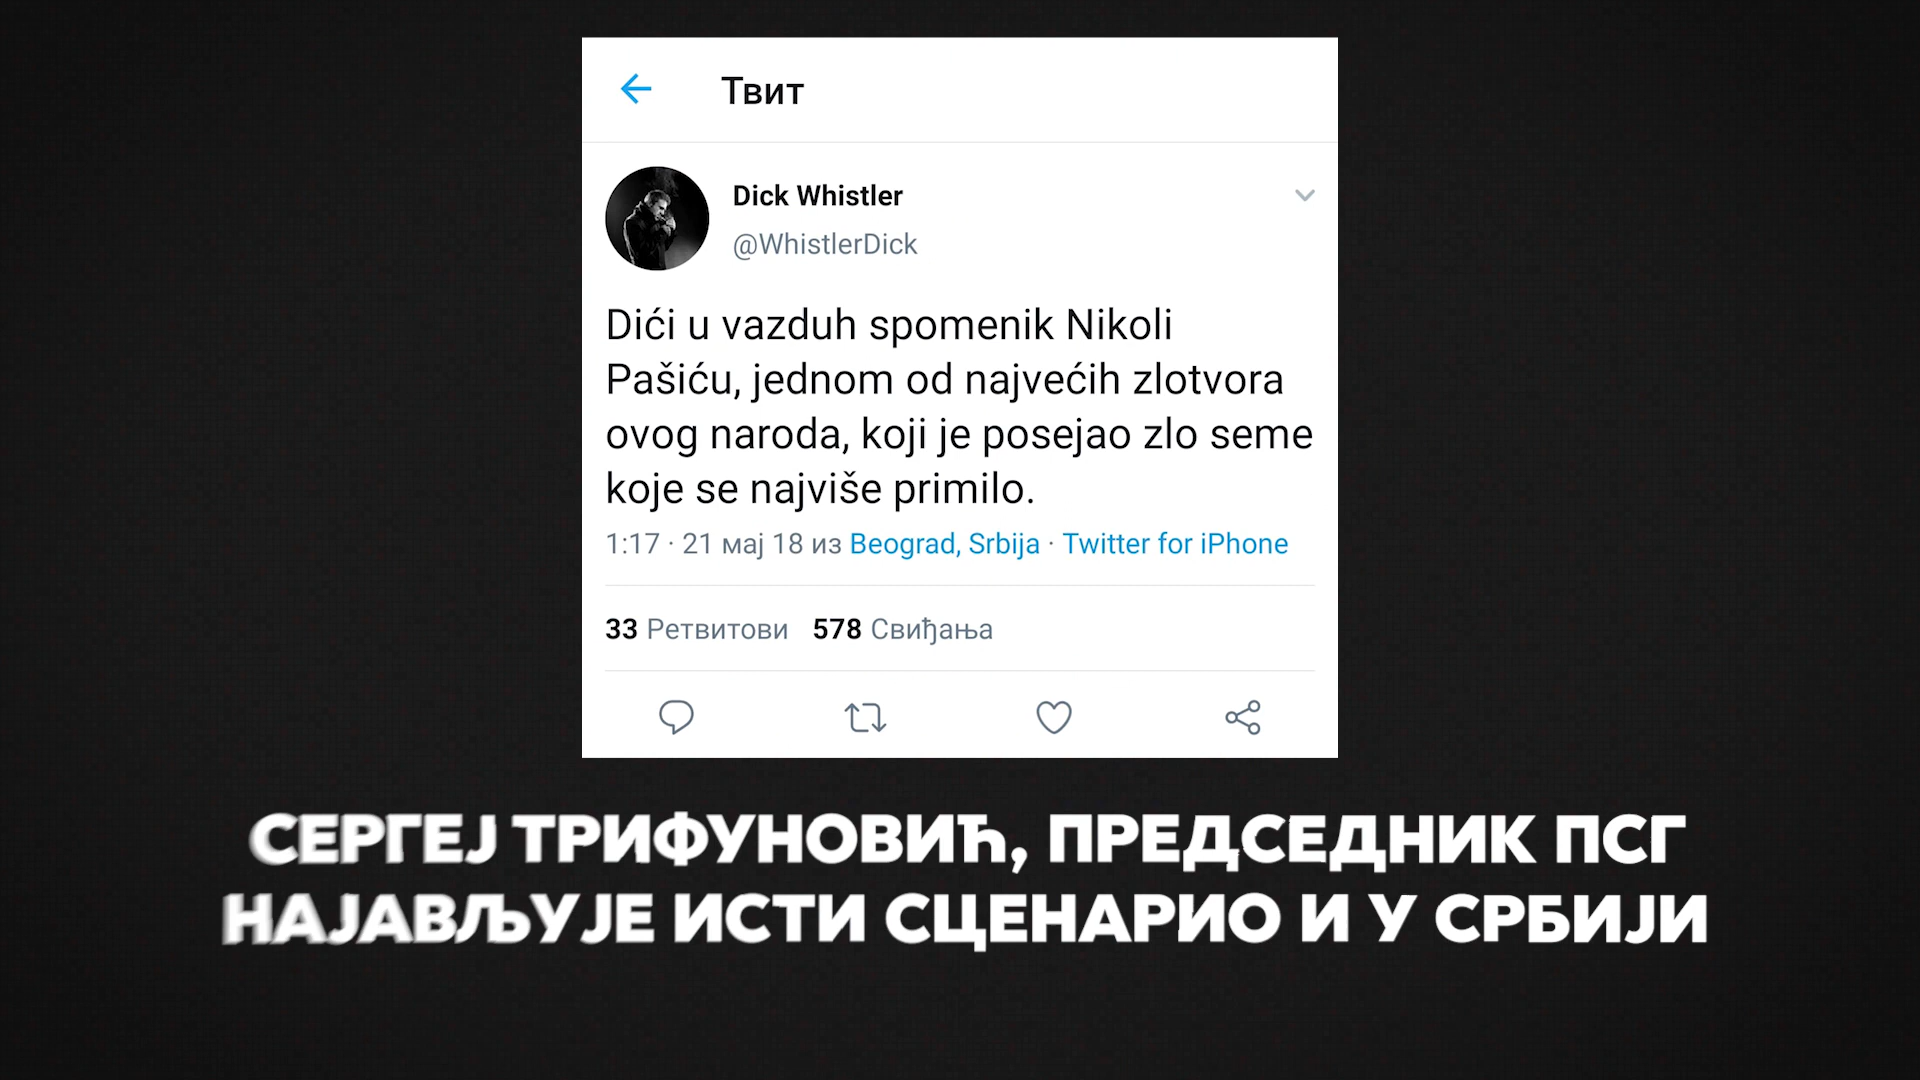 Твит
Dick Whistler
@WhistlerDick
Dići u vazduh spomenik Nikoli
Pašiću, jednom od najvećih zlotvora
ovog naroda, koji je posejao zlo seme
koje se najviše primilo.
1:17 · 21 мај 18 из Beograd, Srbija · Twitter for iPhone
33 Ретвитови 578 Свиђања
СЕРГЕЈ ТРИФУНОВИЋ, ПРЕДСЕДНИК ПСГ
НАЈАВЉУЈЕ ИСТИ СЦЕНАРИО И У СРБИЈИ